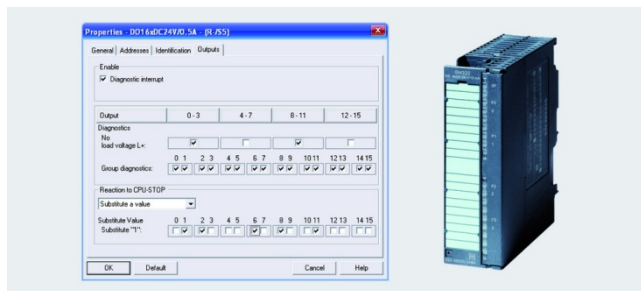 Properties - DO16xDC24V/0.5A - (R-/S5)
General Addresses Identification Outputs
Enable
Diagnostic interrupt
Output 0 - 3 4 - 7 8 - 11 12 - 15
Diagnostics
No
load voltage L+:
0 1 2 3 4 5 6 7 8 9 10 11 12 13 14 15
Group diagnostics:
Reaction to CPU-STOP
Substitute a value
Substitute Value 0 1 2 3 4 5 6 7 8 9 10 11 12 13 14 15
Substitute "1":
OK Default Cancel Help